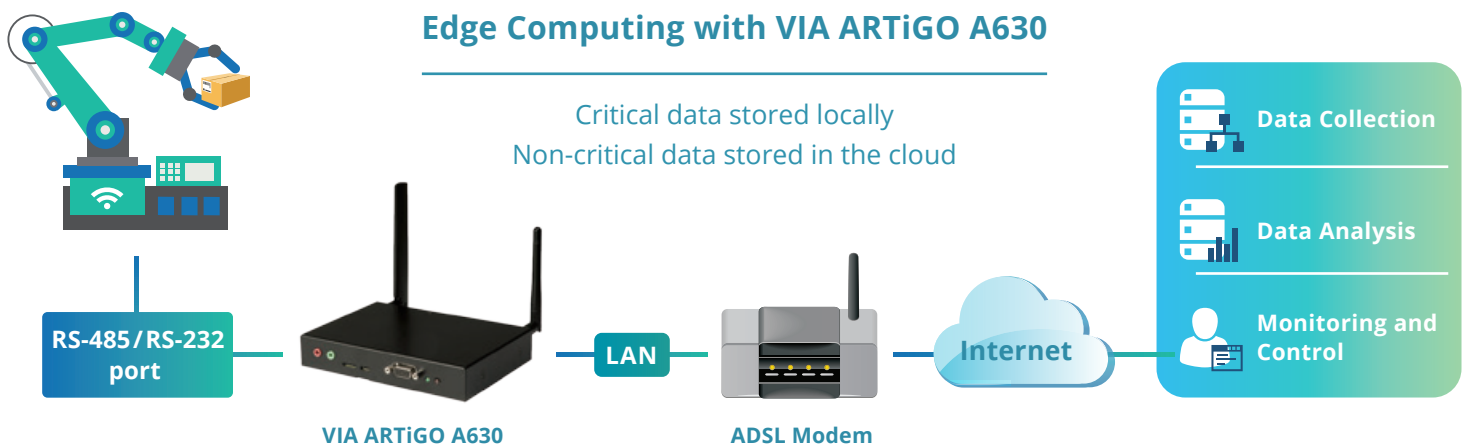 Edge Computing with VIA ARTiGO A630
Critical data stored locally
Non-critical data stored in the cloud
RS-485/RS-232
port
VIA ARTiGO A630
LAN
ADSL Modem
Internet
Data Collection
Data Analysis
Monitoring and
Control